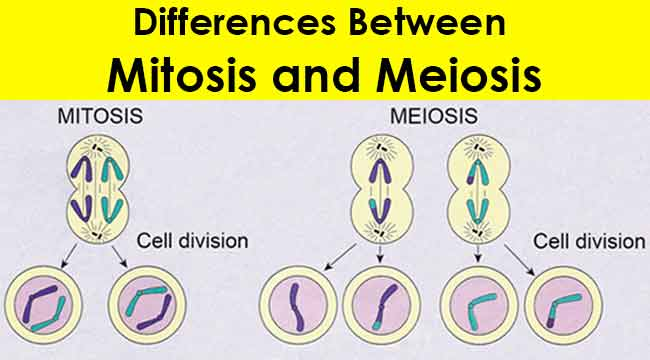 Differences Between
Mitosis and Meiosis
MITOSIS
MEIOSIS
Cell division
Cell division